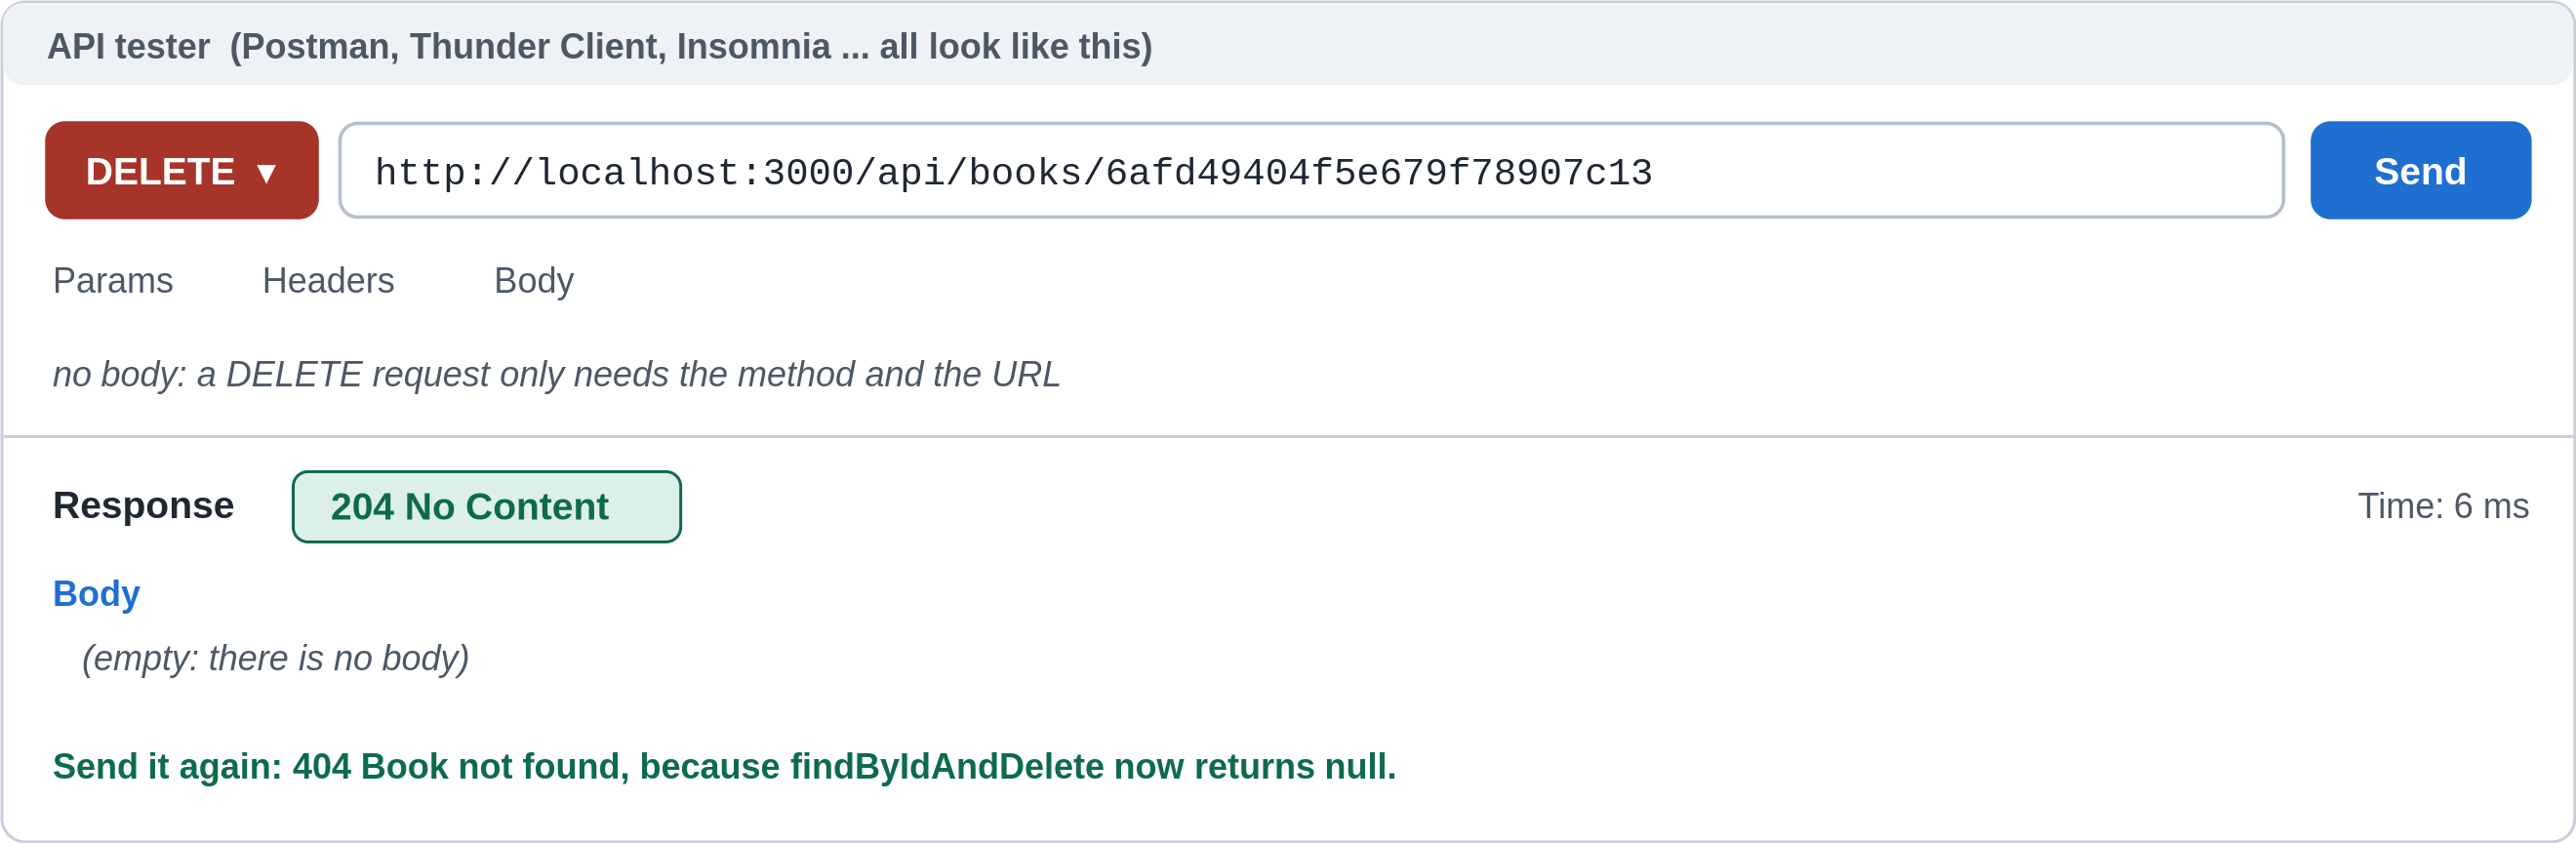 API tester  (Postman, Thunder Client, Insomnia ... all look like this)
DELETE ▼ http://localhost:3000/api/books/6afd49404f5e679f78907c13 Send
Params Headers Body
no body: a DELETE request only needs the method and the URL
Response 204 No Content Time: 6 ms
Body
(empty: there is no body)
Send it again: 404 Book not found, because findByIdAndDelete now returns null.